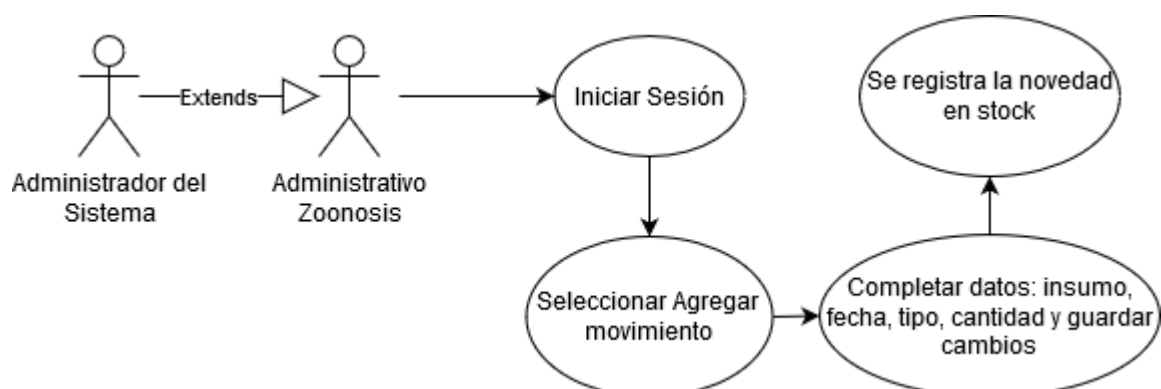 Extends
Administrador del
Sistema
Administrativo
Zoonosis
Iniciar Sesión
Seleccionar Agregar
movimiento
Completar datos: insumo,
fecha, tipo, cantidad y guardar
cambios
Se registra la novedad
en stock